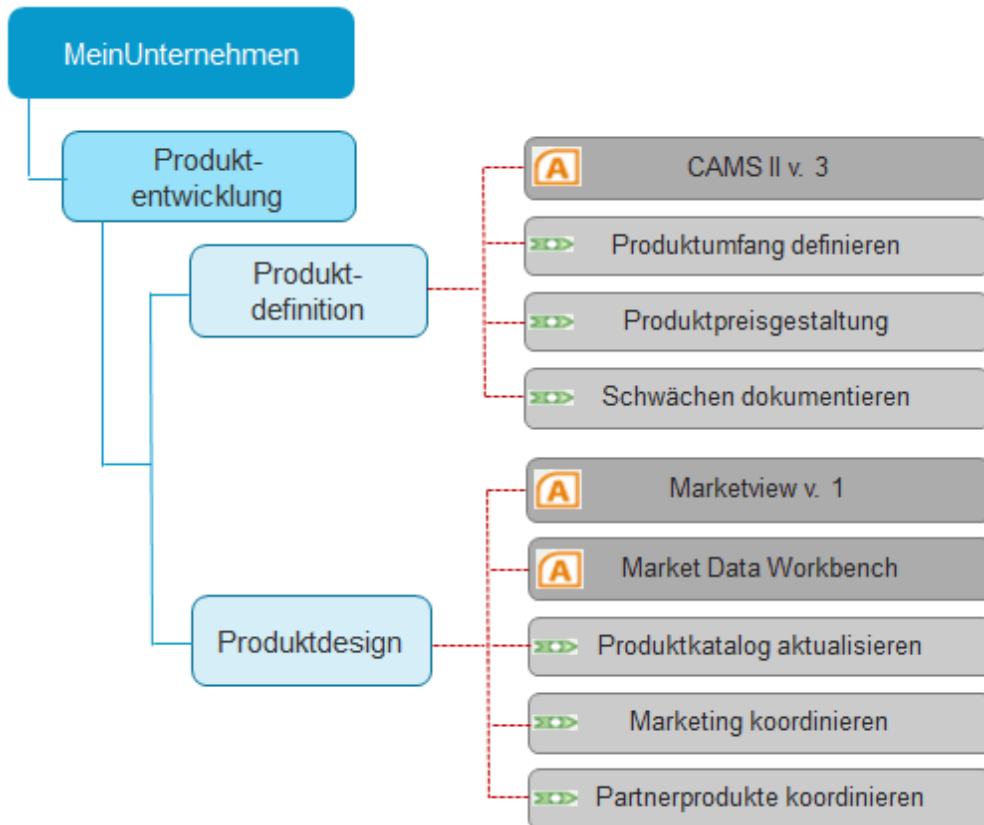 MeinUnternehmen
Produkt-
entwicklung
Produkt-
definition
A CAMS II v. 3
Produktumfang definieren
Produktpreisgestaltung
Schwächen dokumentieren
Produktdesign
A Marketview v. 1
A Market Data Workbench
Produktkatalog aktualisieren
Marketing koordinieren
Partnerprodukte koordinieren